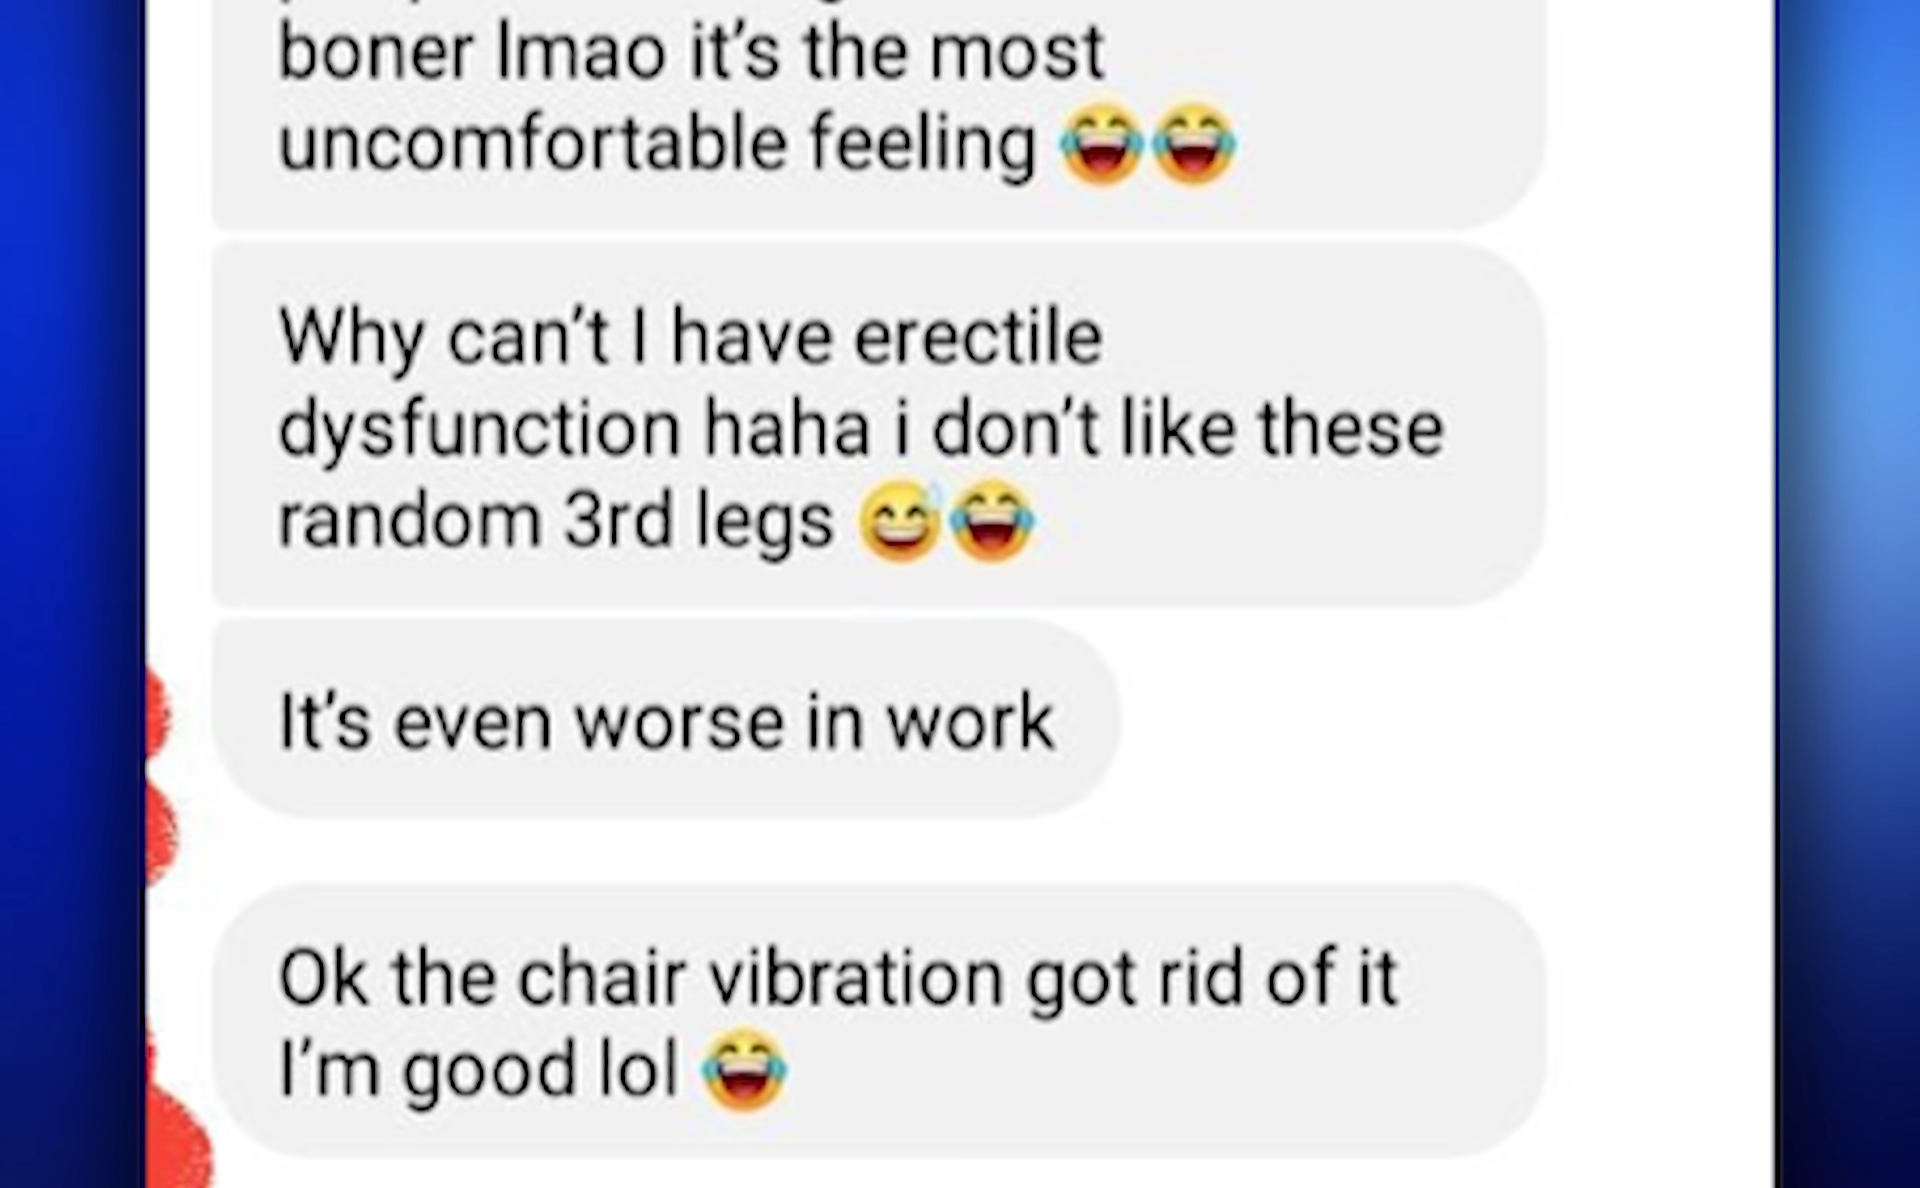 boner lmao it’s the most
uncomfortable feeling 😂😂
Why can’t I have erectile
dysfunction haha i don’t like these
random 3rd legs 😅😂
It’s even worse in work
Ok the chair vibration got rid of it
I’m good lol 😂